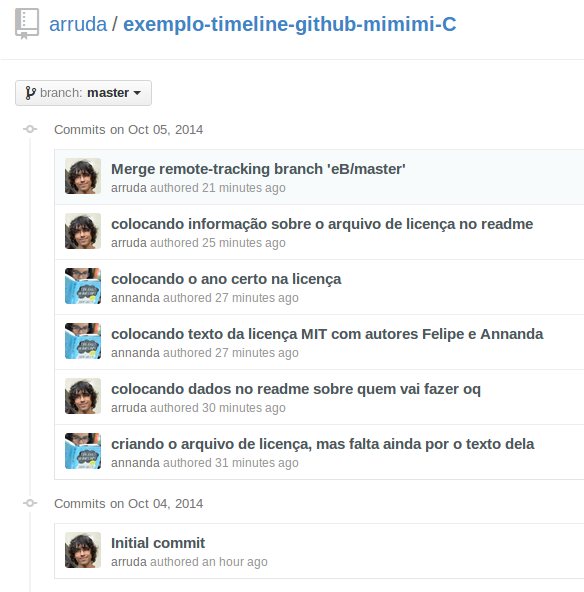 arruda / exemplo-timeline-github-mimimi-C
branch: master
Commits on Oct 05, 2014
Merge remote-tracking branch 'eB/master'
arruda authored 21 minutes ago
colocando informação sobre o arquivo de licença no readme
arruda authored 25 minutes ago
colocando o ano certo na licença
annanda authored 27 minutes ago
colocando texto da licença MIT com autores Felipe e Annanda
annanda authored 27 minutes ago
colocando dados no readme sobre quem vai fazer oq
arruda authored 30 minutes ago
criando o arquivo de licença, mas falta ainda por o texto dela
annanda authored 31 minutes ago
Commits on Oct 04, 2014
Initial commit
arruda authored an hour ago